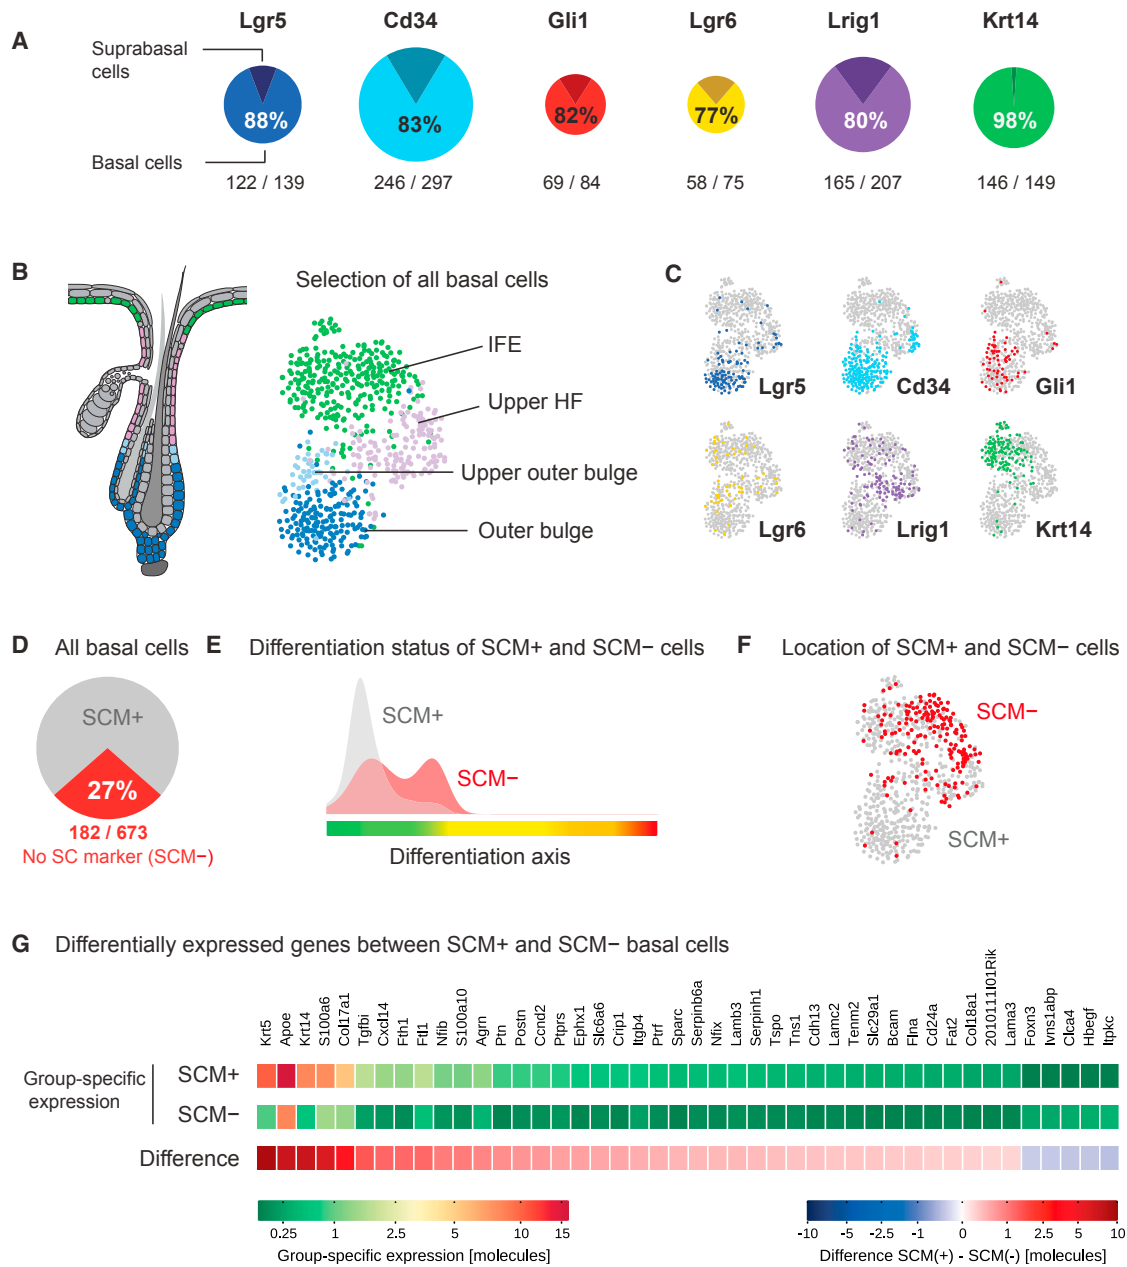 Lgr5 Cd34 Gli1 Lgr6 Lrig1 Krt14
A
Suprabasal cells
Basal cells
88% 83% 82% 77% 80% 98%
122 / 139 246 / 297 69 / 84 58 / 75 165 / 207 146 / 149
B
Selection of all basal cells
IFE
Upper HF
Upper outer bulge
Outer bulge
C
Lgr5 Cd34 Gli1
Lgr6 Lrig1 Krt14
D All basal cells
SCM+
27%
182 / 673
No SC marker (SCM−)
E Differentiation status of SCM+ and SCM− cells
SCM+
SCM−
Differentiation axis
F Location of SCM+ and SCM− cells
SCM−
SCM+
G Differentially expressed genes between SCM+ and SCM− basal cells
Krt5 Apoe Krt14 S100a6 Col17a1 Tgfbi Cxcl14 Fth1 Ftl1 Nfib S100a10 Agrn Ptn Postn Ccnd2 Ptprs Ephx1 Slc6a6 Crip1 Itgb4 Ptrf Sparc Serpinb6a Nfix Lamb3 Serpinh1 Tspo Tns1 Cdh13 Lamc2 Tenm2 Slc29a1 Bcam Flna Cd24a Fat2 Col18a1 2010111I01Rik Lama3 Foxn3 Ivns1abp Clca4 Hbegf Itpkc
Group-specific expression
SCM+
SCM−
Difference
0.25 1 2.5 5 10 15
Group-specific expression [molecules]
-10 -5 -2.5 -1 0 1 2.5 5 10
Difference SCM(+) - SCM(-) [molecules]